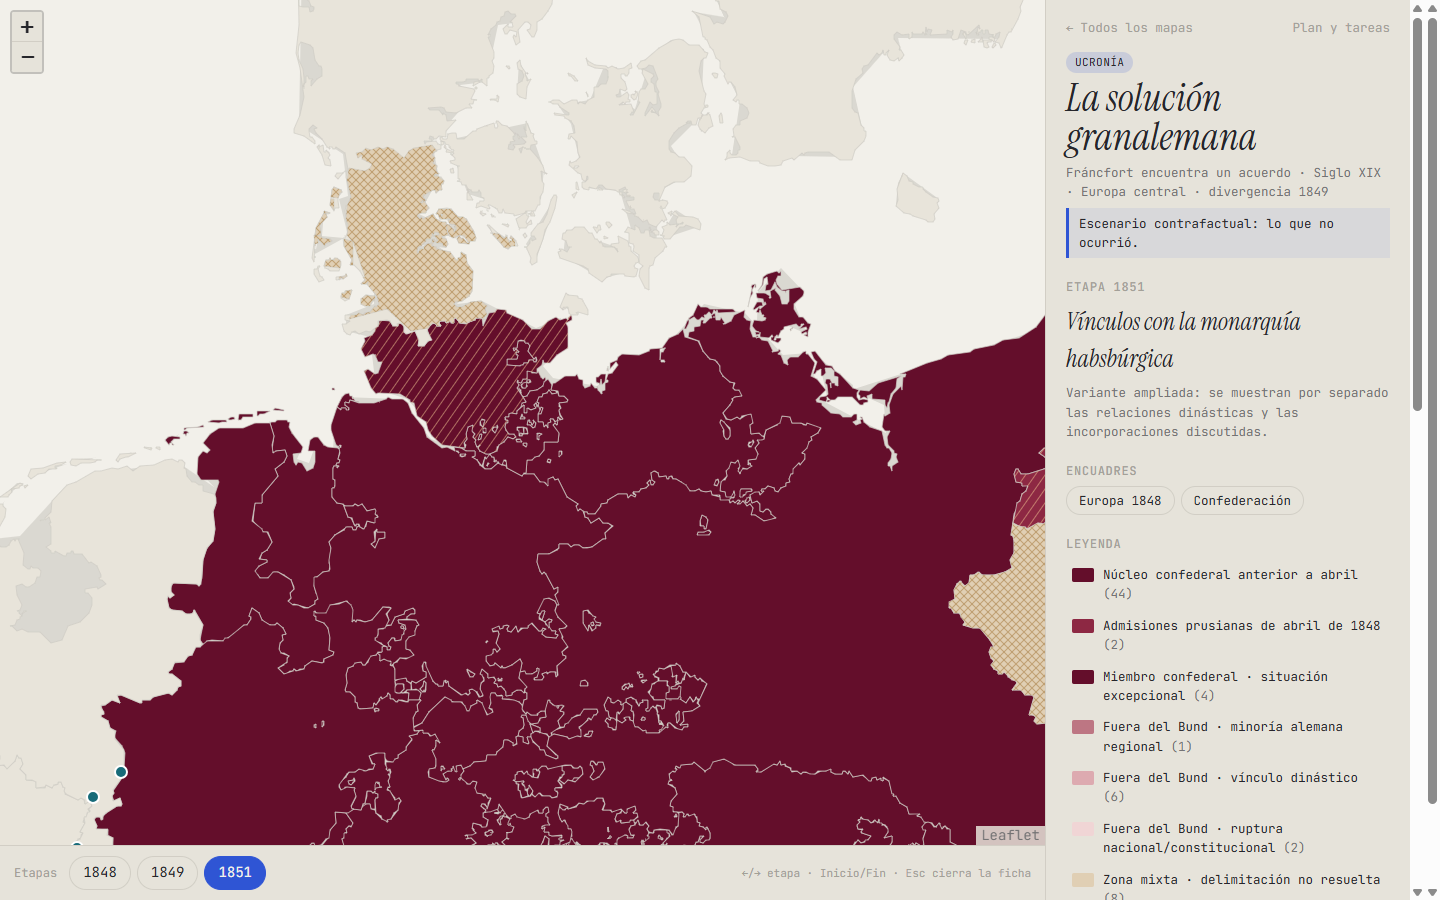 +
−
Leaflet
Etapas 1848 1849 1851
←/→ etapa · Inicio/Fin · Esc cierra la ficha
← Todos los mapas
Plan y tareas
UCRONÍA
La solución
granalemana
Fráncfort encuentra un acuerdo · Siglo XIX
· Europa central · divergencia 1849
Escenario contrafactual: lo que no
ocurrió.
ETAPA 1851
Vínculos con la monarquía
habsbúrgica
Variante ampliada: se muestran por separado
las relaciones dinásticas y las
incorporaciones discutidas.
ENCUADRES
Europa 1848
Confederación
LEYENDA
Núcleo confederal anterior a abril
(44)
Admisiones prusianas de abril de 1848
(2)
Miembro confederal · situación
excepcional (4)
Fuera del Bund · minoría alemana
regional (1)
Fuera del Bund · vínculo dinástico
(6)
Fuera del Bund · ruptura
nacional/constitucional (2)
Zona mixta · delimitación no resuelta
(8)